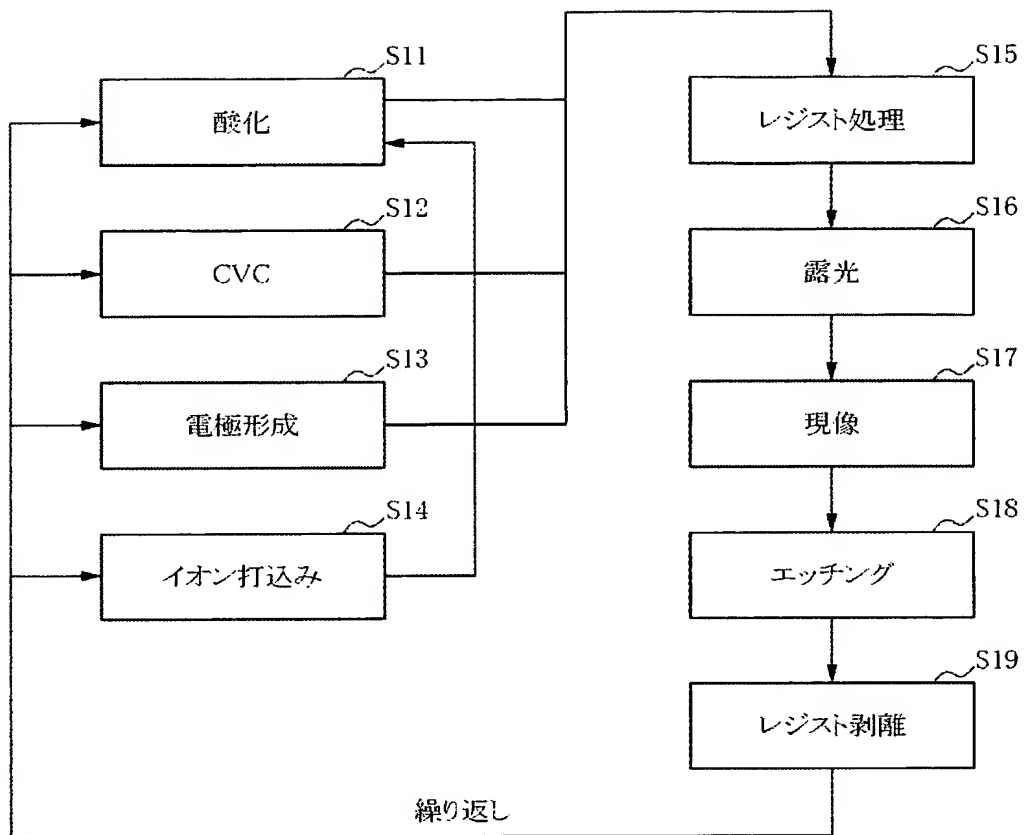 S11
酸化
S12
CVC
S13
電極形成
S14
イオン打込み
S15
レジスト処理
S16
露光
S17
現像
S18
エッチング
S19
レジスト剥離
繰り返し